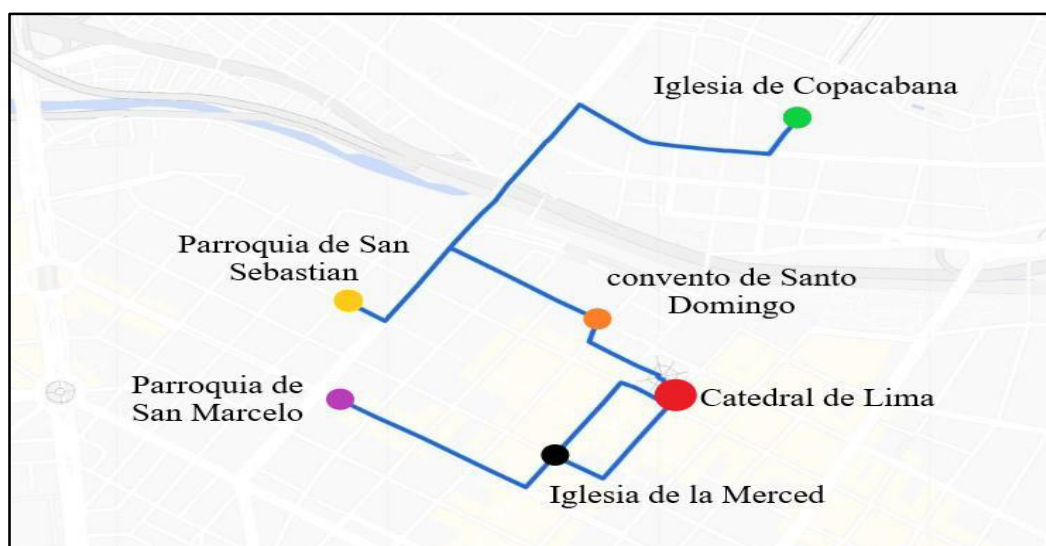 Iglesia de Copacabana
Parroquia de San
Sebastian
convento de Santo
Domingo
Parroquia de
San Marcelo
Catedral de Lima
Iglesia de la Merced